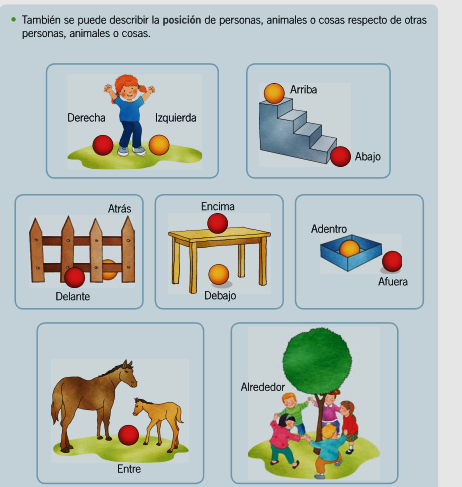 • También se puede describir la posición de personas, animales o cosas respecto de otras
personas, animales o cosas.
Derecha
Izquierda
Arriba
Abajo
Atrás
Delante
Encima
Debajo
Adentro
Afuera
Entre
Alrededor